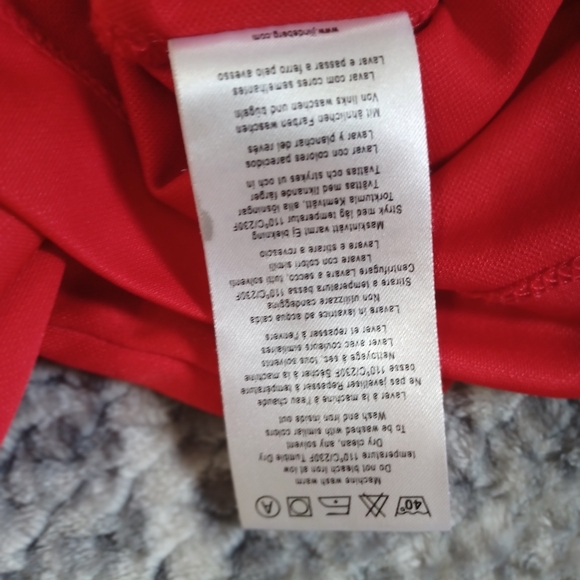 40°
A
Machine wash warm
Do not bleach Iron at low
temperature 110°C/230F Tumble Dry
Dry clean, any solvent
To be washed with similar colors
Wash and iron inside out
Laver à la machine à l'eau chaude
Ne pas javelliser Repasser à température
basse 110°C/230F Sécher à la machine
Nettoyage à sec, tous solvents
Laver avec couleurs similaires
Laver et repasser à l'envers
Lavare in lavatrice ad acqua calda
Non utilizzare candeggina
Stirare a temperatura bassa 110°C/230F
Centrifugare Lavare a secco, tutti solventi
Lavare con colori simili
Lavare e stirare a rovescio
Maskintvätt varmt Ej blekning
Stryk med låg temperatur 110°C/230F
Torktumla Kemtvätt, alla lösningar
Tvättas med liknande färger
Tvättas och strykas ut och in
Lavar con colores parecidos
Lavar y planchar del revés
Mit ähnlichen Farben waschen
Von links waschen und bügeln
Lavar com cores semelhantes
Lavar e passar a ferro pelo avesso
www.jlindeberg.com